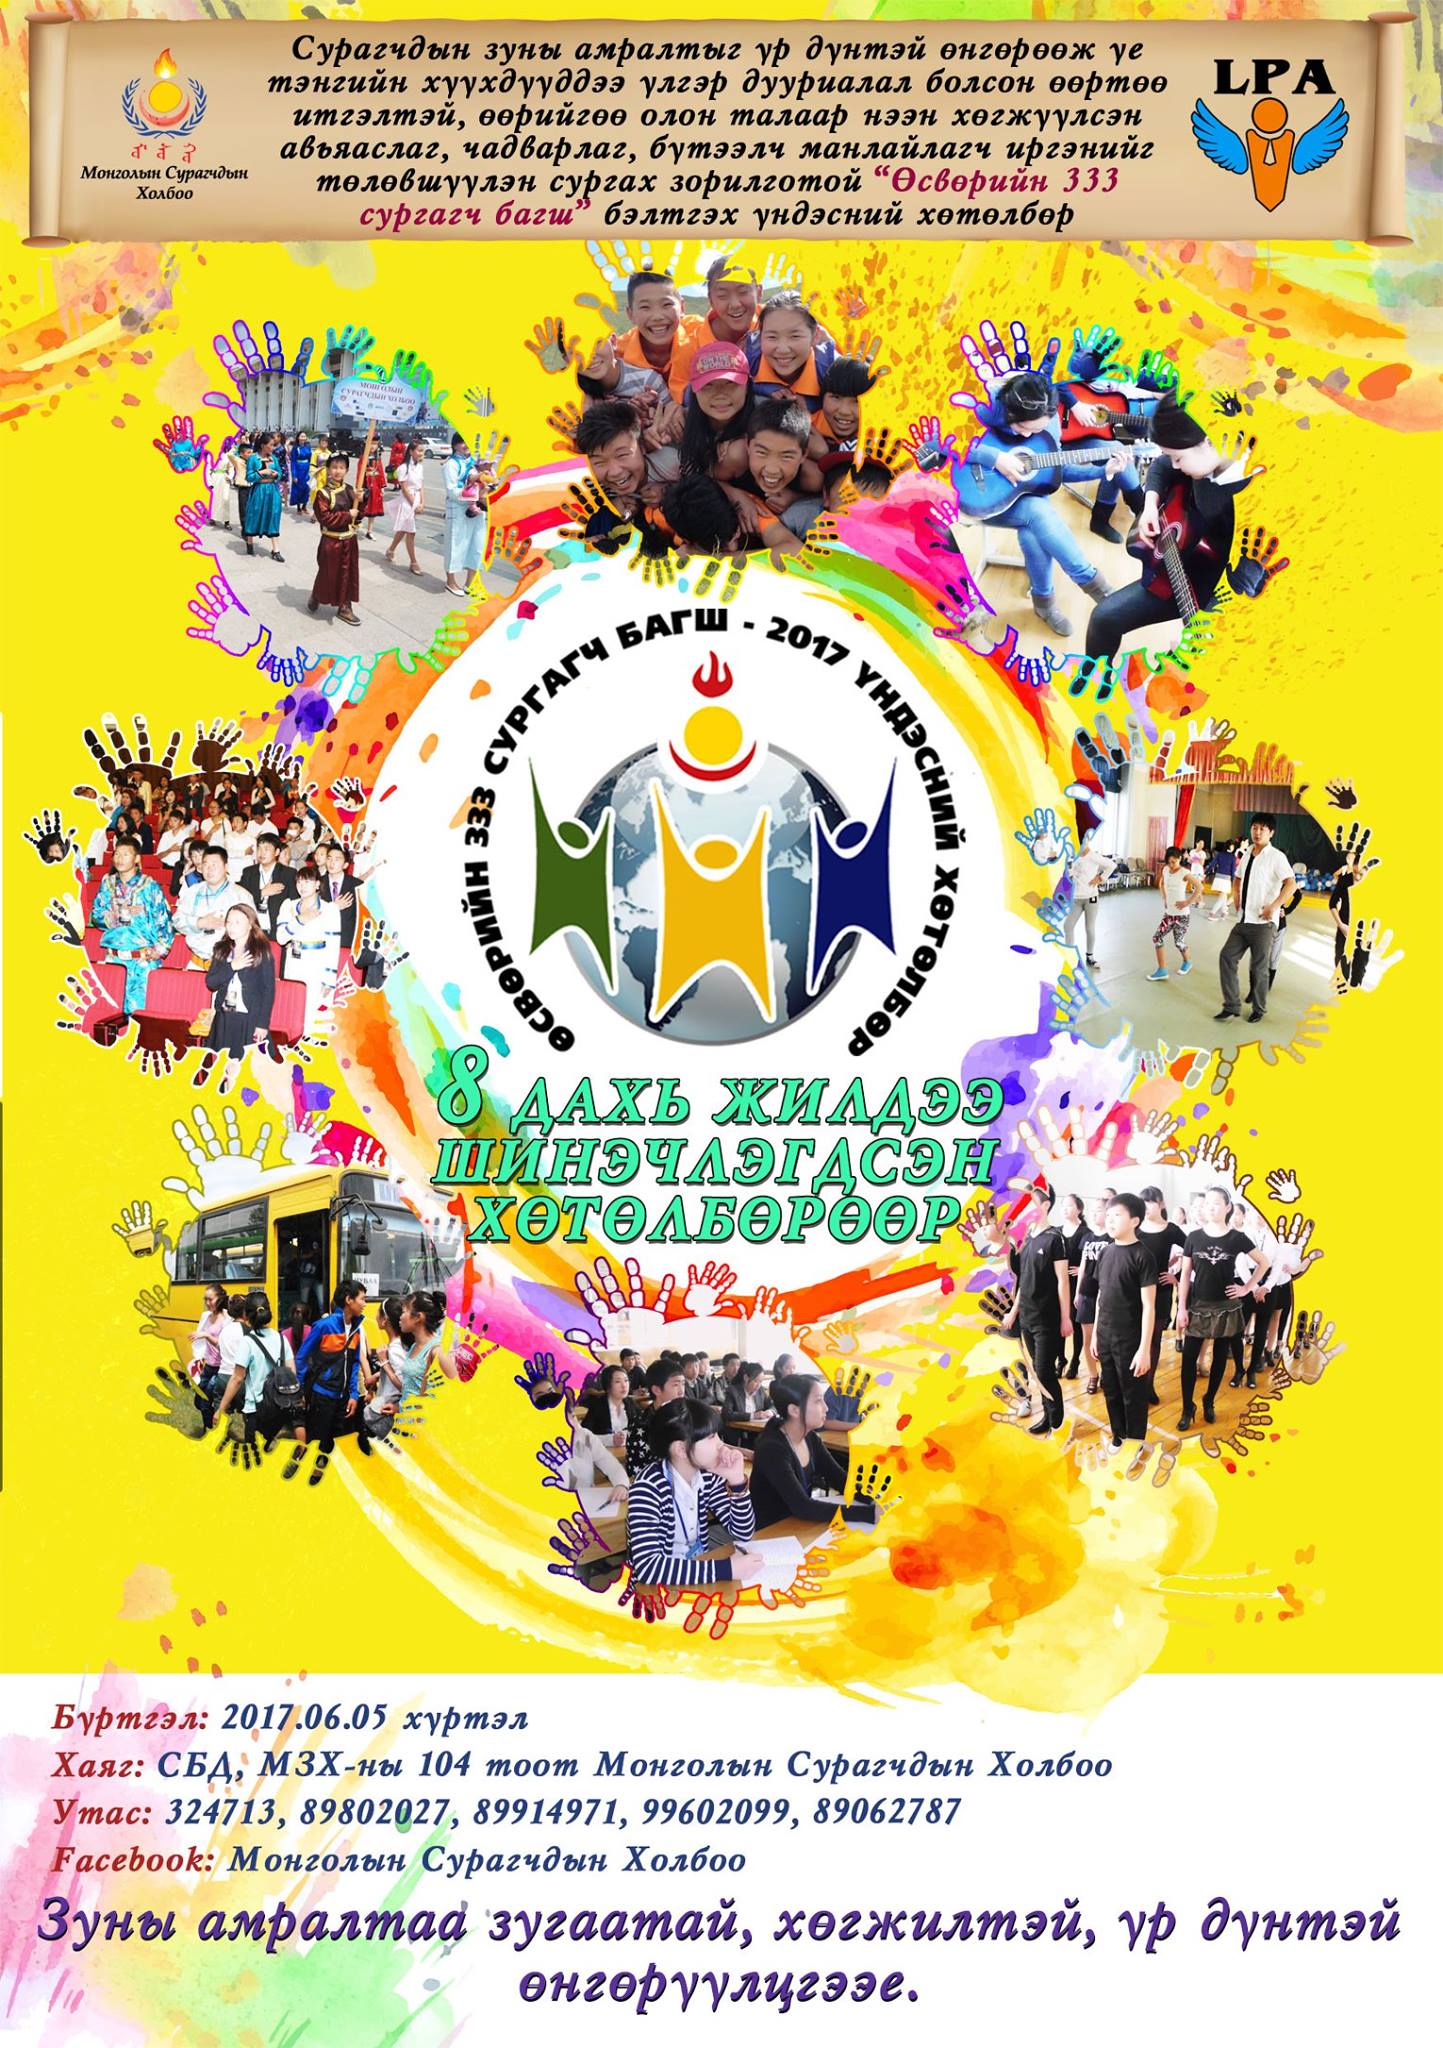 Сурагчдын зуны амралтыг үр дүнтэй өнгөрөөж үе
тэнгийн хүүхдүүддээ үлгэр дууриалал болсон өөртөө
итгэлтэй, өөрийгөө олон талаар нээн хөгжүүлсэн
авьяаслаг, чадварлаг, бүтээлч манлайлагч иргэнийг
төлөвшүүлэн сургах зорилготой “Өсвөрийн 333
сургагч багш” бэлтгэх үндэсний хөтөлбөр
Монголын Сурагчдын
Холбоо
LPA
МОНГОЛЫН
СУРАГЧДЫН ХОЛБОО
ӨСВӨРИЙН 333 СУРГАГЧ БАГШ - 2017 ҮНДЭСНИЙ ХӨТӨЛБӨР
8 ДАХЬ ЖИЛДЭЭ
ШИНЭЧЛЭГДСЭН
ХӨТӨЛБӨРӨӨР
Бүртгэл: 2017.06.05 хүртэл
Хаяг: СБД, МЗХ-ны 104 тоот Монголын Сурагчдын Холбоо
Утас: 324713, 89802027, 89914971, 99602099, 89062787
Facebook: Монголын Сурагчдын Холбоо
Зуны амралтаа зугаатай, хөгжилтэй, үр дүнтэй
өнгөрүүлцгээе.